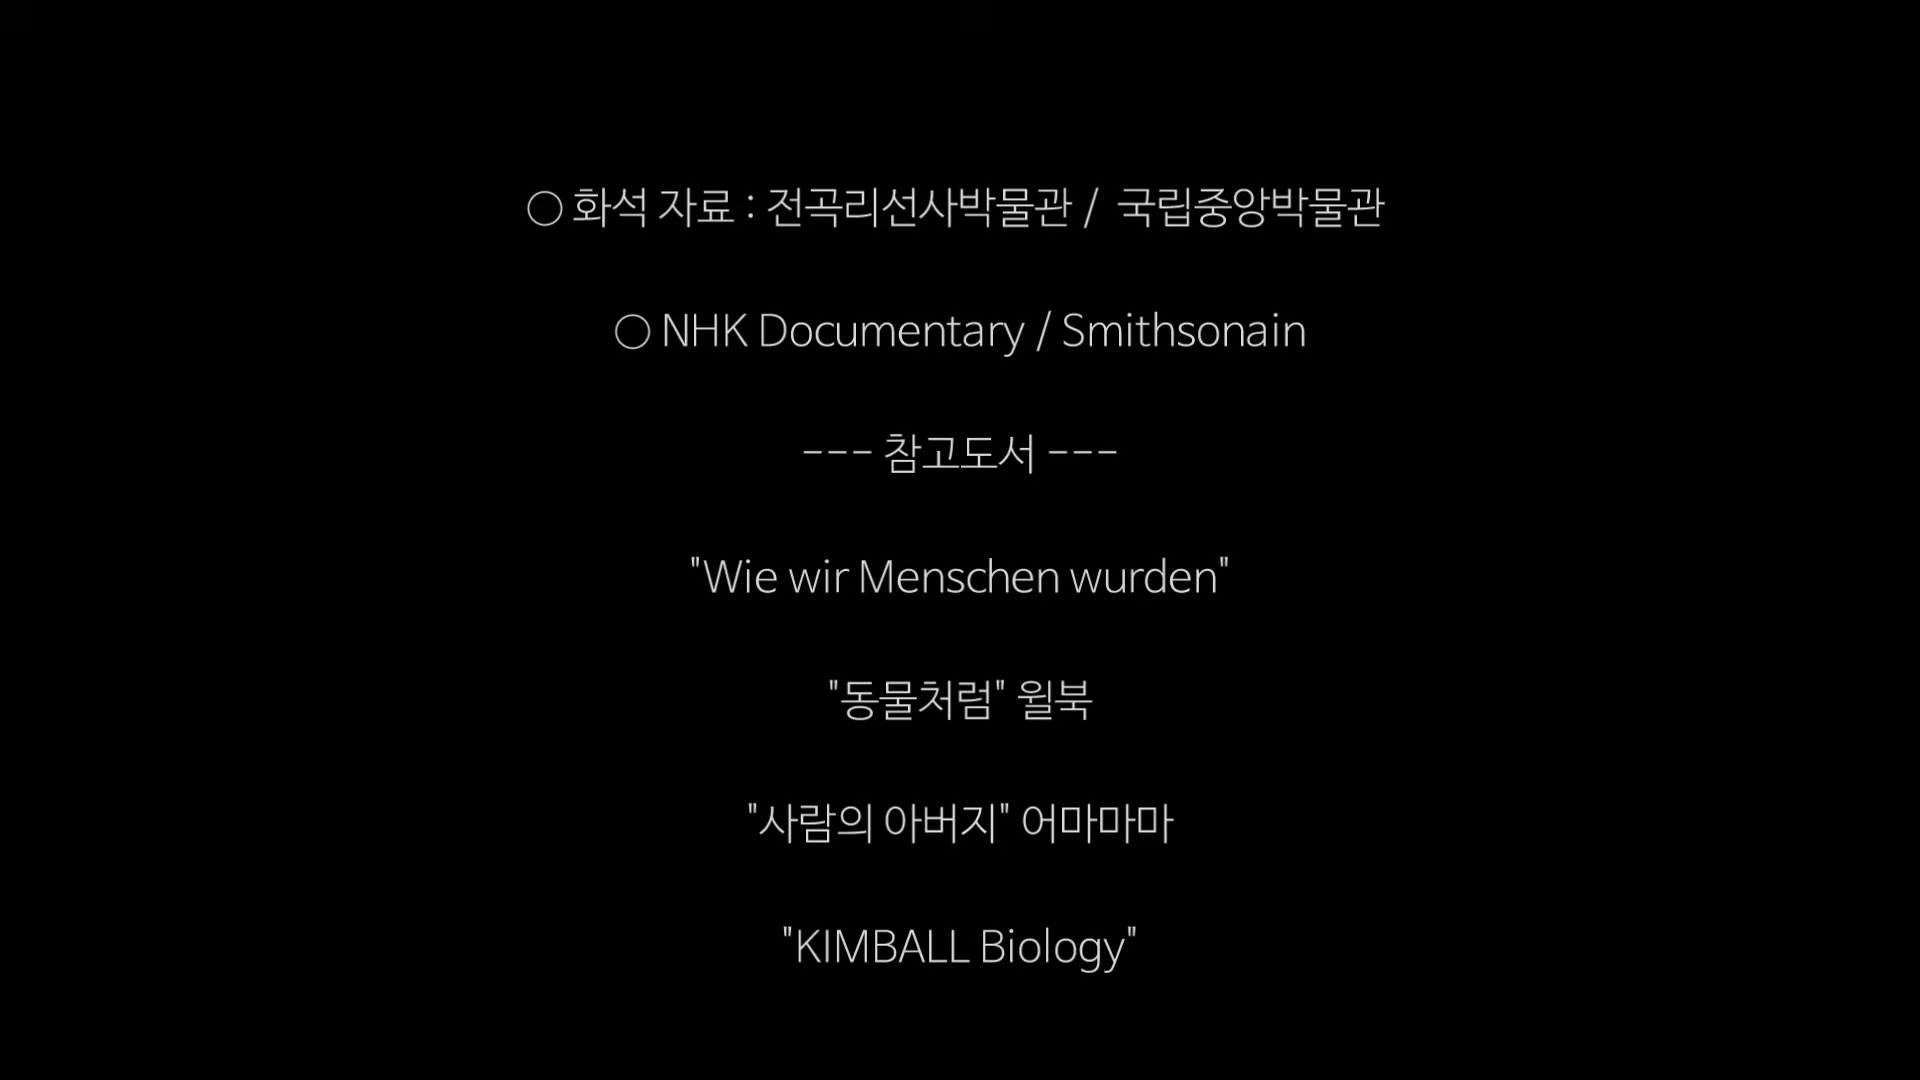 ○ 화석 자료 : 전곡리선사박물관 / 국립중앙박물관
○ NHK Documentary / Smithsonain
--- 참고도서 ---
"Wie wir Menschen wurden"
"동물처럼" 윌북
"사람의 아버지" 어마마마
"KIMBALL Biology"